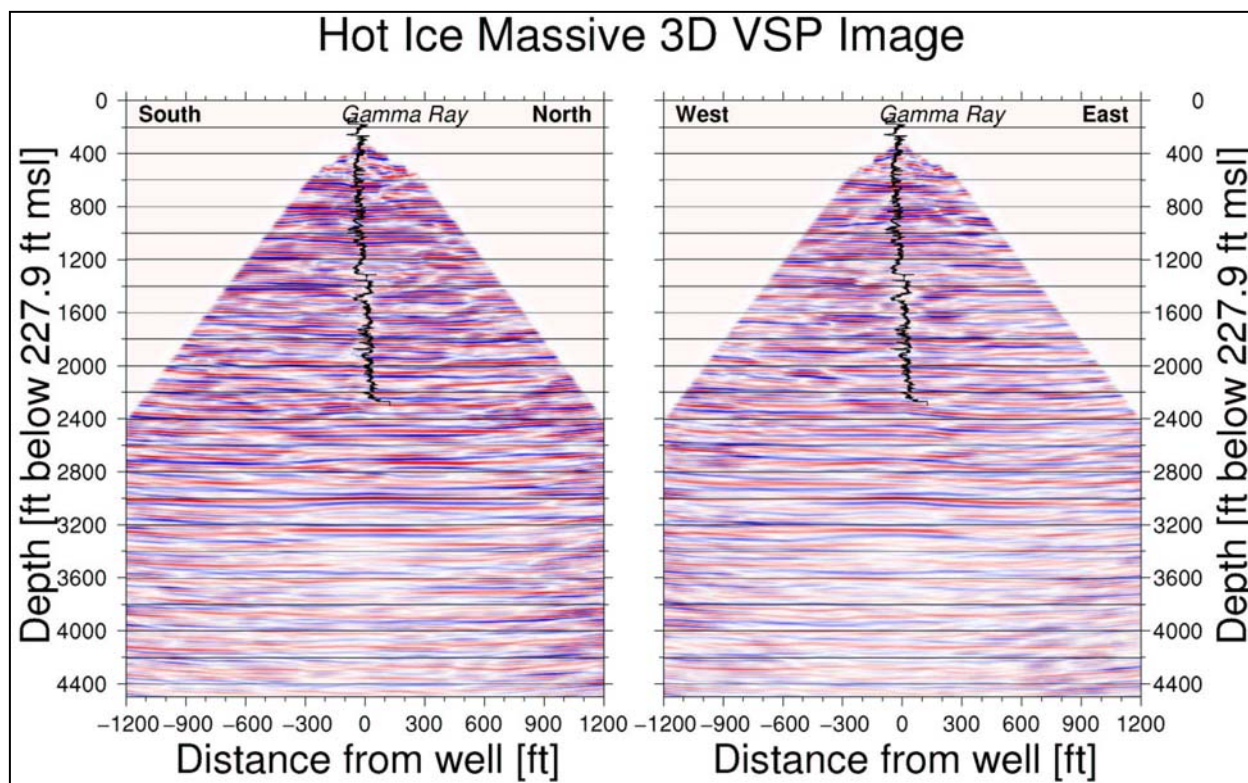 Hot Ice Massive 3D VSP Image
South Gamma Ray North
West Gamma Ray East
Depth [ft below 227.9 ft msl]
0
400
800
1200
1600
2000
2400
2800
3200
3600
4000
4400
−1200 −900 −600 −300 0 300 600 900 1200
Distance from well [ft]
−1200 −900 −600 −300 0 300 600 900 1200
Distance from well [ft]
0
400
800
1200
1600
2000
2400
2800
3200
3600
4000
4400
Depth [ft below 227.9 ft msl]